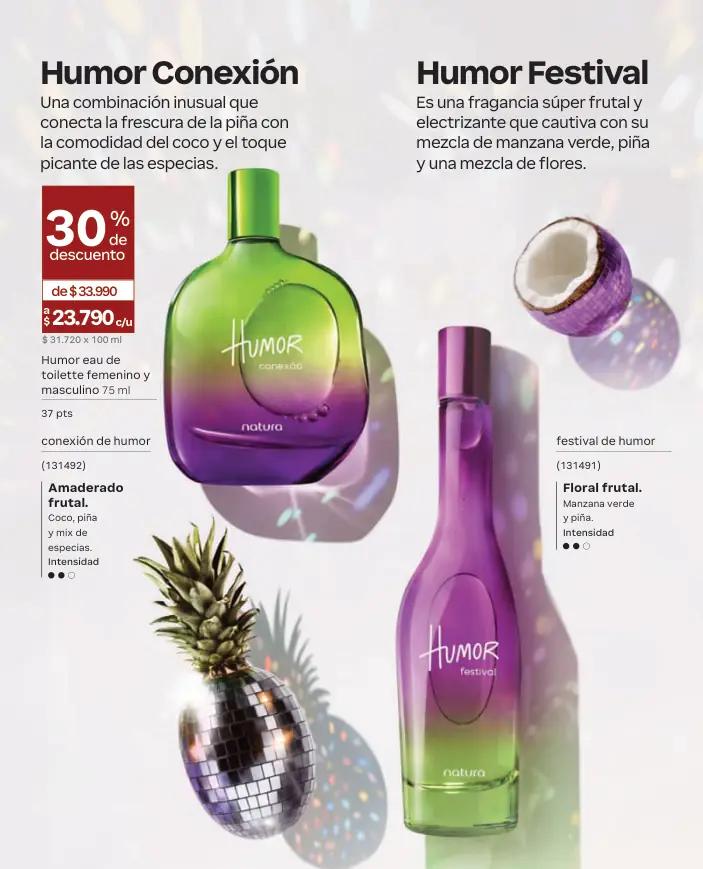 Humor Conexión
Una combinación inusual que
conecta la frescura de la piña con
la comodidad del coco y el toque
picante de las especias.
Humor Festival
Es una fragancia súper frutal y
electrizante que cautiva con su
mezcla de manzana verde, piña
y una mezcla de flores.
30 % de
descuento
de $ 33.990
a $ 23.790 c/u
$ 31.720 x 100 ml
Humor eau de
toilette femenino y
masculino 75 ml
37 pts
conexión de humor
(131492)
Amaderado
frutal.
Coco, piña
y mix de
especias.
Intensidad
HUMOR
conexión
natura
festival de humor
(131491)
Floral frutal.
Manzana verde
y piña.
Intensidad
HUMOR
festival
natura